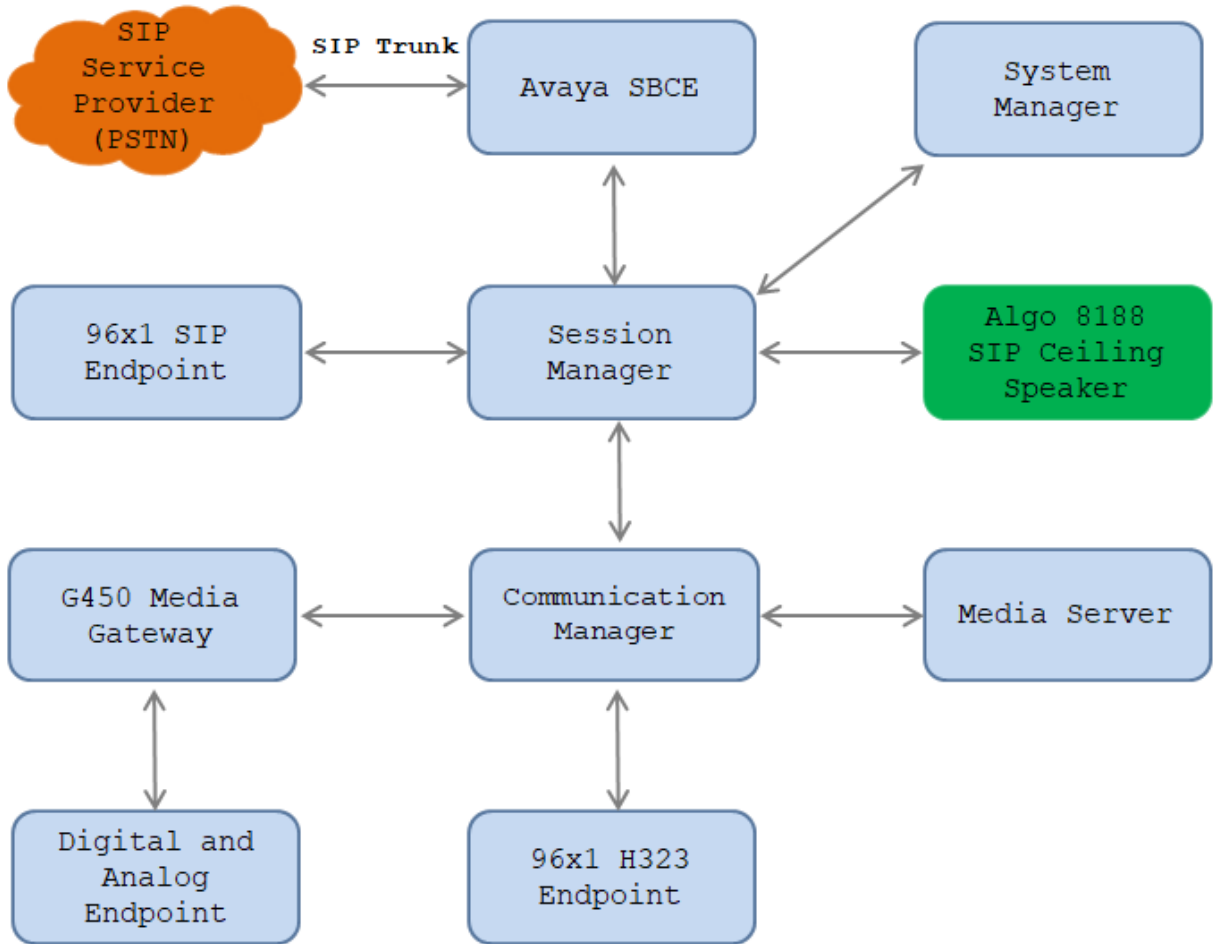 SIP
Service
Provider
(PSTN)
SIP Trunk
Avaya SBCE
System
Manager
96x1 SIP
Endpoint
Session
Manager
Algo 8188
SIP Ceiling
Speaker
G450 Media
Gateway
Communication
Manager
Media Server
Digital and
Analog
Endpoint
96x1 H323
Endpoint